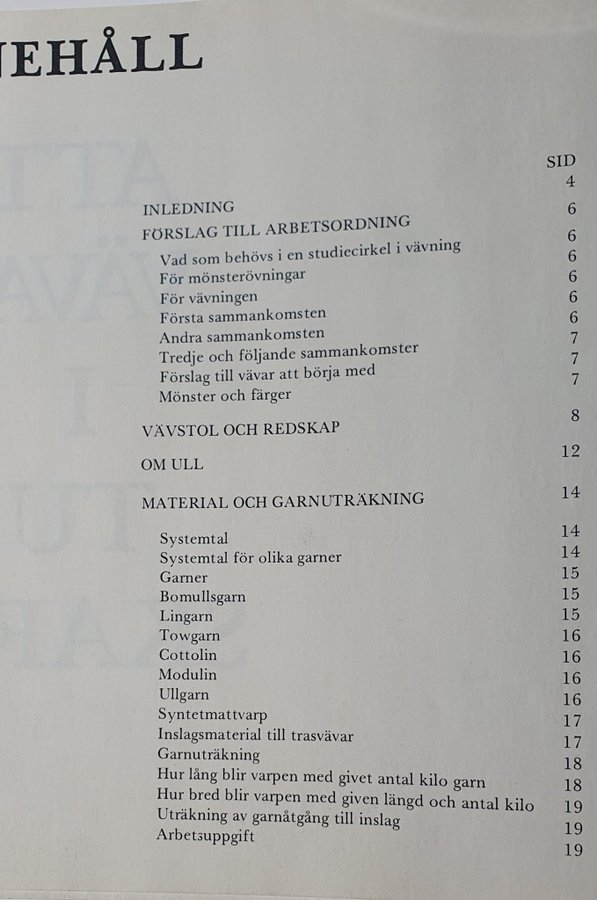 NEHÅLL
SID
INLEDNING 4
FÖRSLAG TILL ARBETSORDNING 6
Vad som behövs i en studiecirkel i vävning 6
För mönsterövningar 6
För vävningen 6
Första sammankomsten 6
Andra sammankomsten 6
Tredje och följande sammankomster 7
Förslag till vävar att börja med 7
Mönster och färger 7
VÄVSTOL OCH REDSKAP 8
OM ULL 12
MATERIAL OCH GARNUTRÄKNING 14
Systemtal 14
Systemtal för olika garner 14
Garner 15
Bomullsgarn 15
Lingarn 15
Towgarn 16
Cottolin 16
Modulin 16
Ullgarn 16
Syntetmattvarp 17
Inslagsmaterial till trasvävar 17
Garnuträkning 18
Hur lång blir varpen med givet antal kilo garn 18
Hur bred blir varpen med given längd och antal kilo 19
Uträkning av garnåtgång till inslag 19
Arbetsuppgift 19